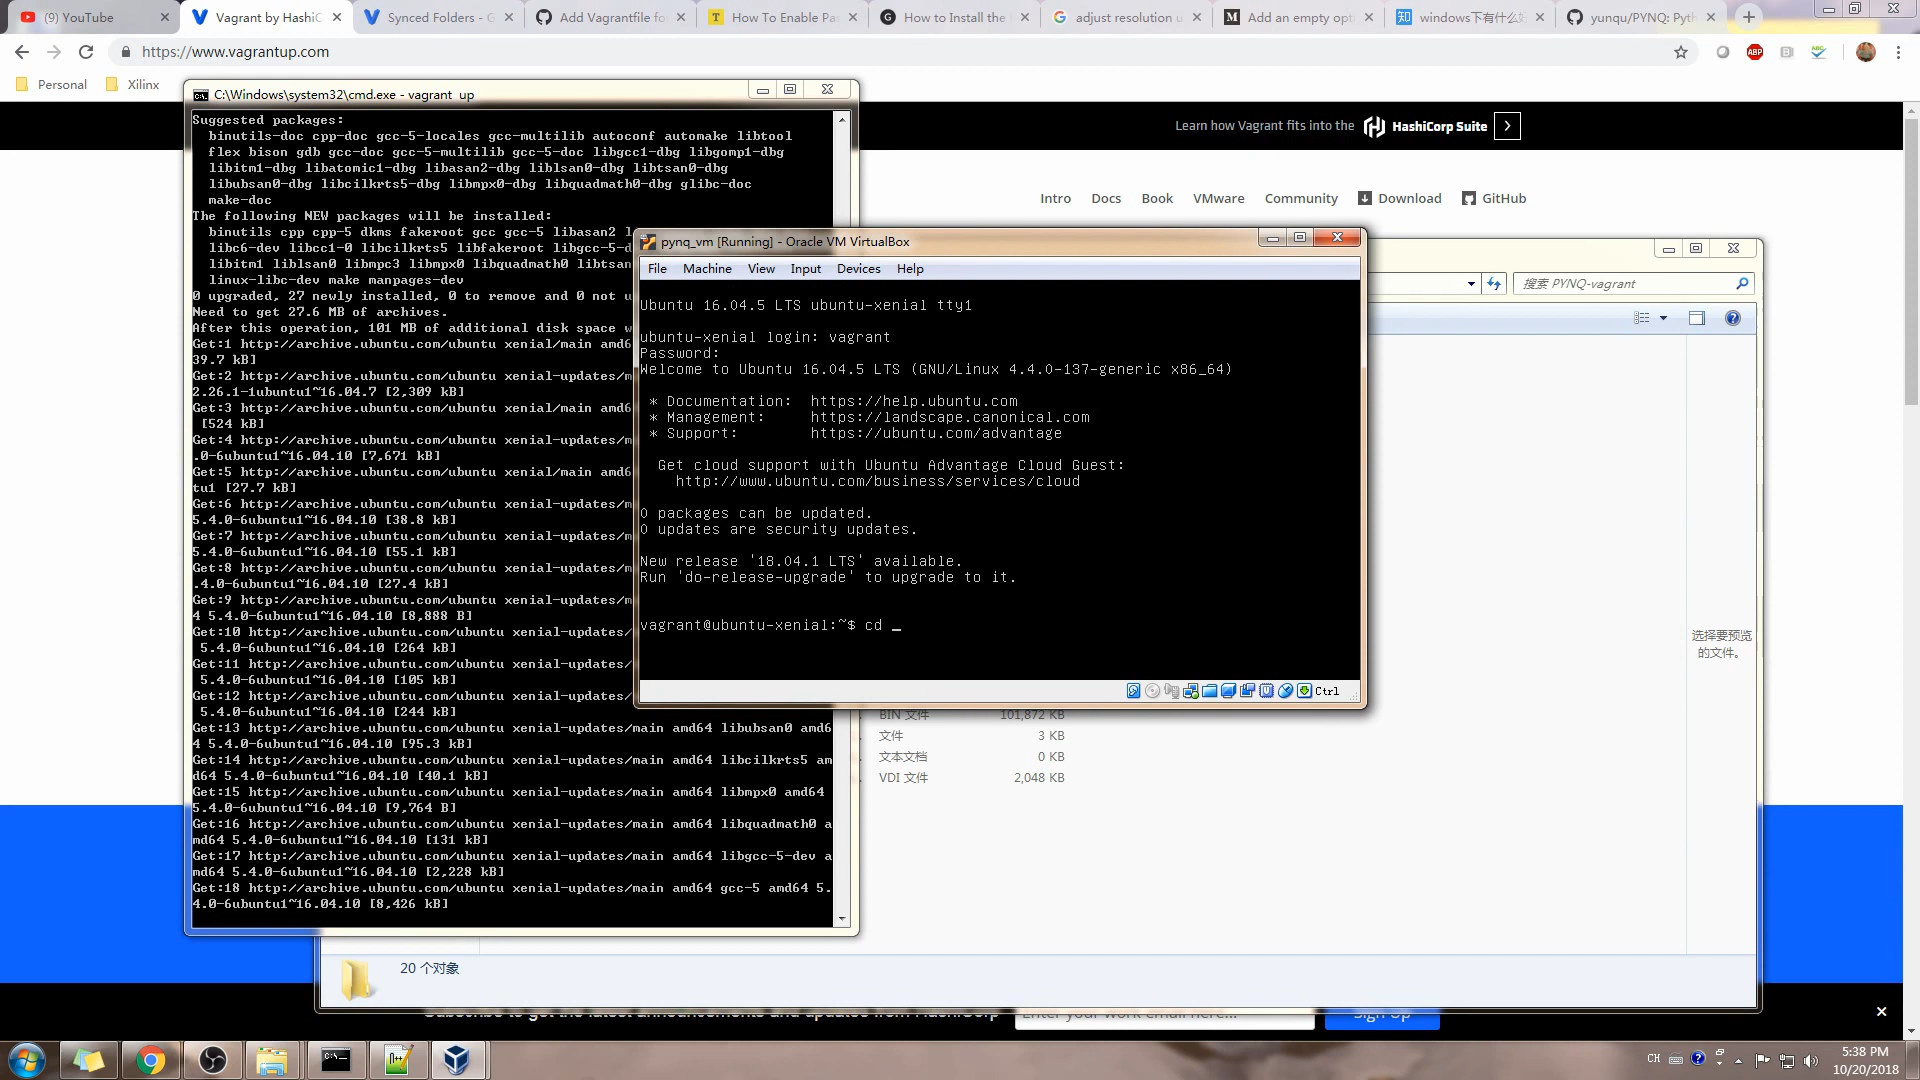 (9) YouTube
Vagrant by HashiC
Synced Folders - G
Add Vagrantfile fo
How To Enable Pa
How to Install the
adjust resolution u
Add an empty opt
windows下有什么好
yunqu/PYNQ: Pyth
https://www.vagrantup.com
ABP
Personal
Xilinx
Learn how Vagrant fits into the HashiCorp Suite
Intro Docs Book VMware Community Download GitHub
C:\Windows\system32\cmd.exe - vagrant up
Suggested packages:
binutils-doc cpp-doc gcc-5-locales gcc-multilib autoconf automake libtool
flex bison gdb gcc-doc gcc-5-multilib gcc-5-doc libgcc1-dbg libgomp1-dbg
libitm1-dbg libatomic1-dbg libasan2-dbg liblsan0-dbg libtsan0-dbg
libubsan0-dbg libcilkrts5-dbg libmpx0-dbg libquadmath0-dbg glibc-doc
make-doc
The following NEW packages will be installed:
binutils cpp cpp-5 dkms fakeroot gcc gcc-5 libasan2 l
libc6-dev libcc1-0 libcilkrts5 libfakeroot libgcc-5-d
libitm1 liblsan0 libmpc3 libmpx0 libquadmath0 libtsan
linux-libc-dev make manpages-dev
0 upgraded, 27 newly installed, 0 to remove and 0 not u
Need to get 27.6 MB of archives.
After this operation, 101 MB of additional disk space w
Get:1 http://archive.ubuntu.com/ubuntu xenial/main amd6
39.7 kB]
Get:2 http://archive.ubuntu.com/ubuntu xenial-updates/m
2.26.1-1ubuntu1~16.04.7 [2,309 kB]
Get:3 http://archive.ubuntu.com/ubuntu xenial/main amd6
[524 kB]
Get:4 http://archive.ubuntu.com/ubuntu xenial-updates/m
.0-6ubuntu1~16.04.10 [7,671 kB]
Get:5 http://archive.ubuntu.com/ubuntu xenial/main amd6
tu1 [27.7 kB]
Get:6 http://archive.ubuntu.com/ubuntu xenial-updates/m
5.4.0-6ubuntu1~16.04.10 [38.8 kB]
Get:7 http://archive.ubuntu.com/ubuntu xenial-updates/m
5.4.0-6ubuntu1~16.04.10 [55.1 kB]
Get:8 http://archive.ubuntu.com/ubuntu xenial-updates/m
.4.0-6ubuntu1~16.04.10 [27.4 kB]
Get:9 http://archive.ubuntu.com/ubuntu xenial-updates/m
4 5.4.0-6ubuntu1~16.04.10 [8,888 B]
Get:10 http://archive.ubuntu.com/ubuntu xenial-updates/
5.4.0-6ubuntu1~16.04.10 [264 kB]
Get:11 http://archive.ubuntu.com/ubuntu xenial-updates/
5.4.0-6ubuntu1~16.04.10 [105 kB]
Get:12 http://archive.ubuntu.com/ubuntu xenial-updates/
5.4.0-6ubuntu1~16.04.10 [244 kB]
Get:13 http://archive.ubuntu.com/ubuntu xenial-updates/main amd64 libubsan0 amd6
4 5.4.0-6ubuntu1~16.04.10 [95.3 kB]
Get:14 http://archive.ubuntu.com/ubuntu xenial-updates/main amd64 libcilkrts5 am
d64 5.4.0-6ubuntu1~16.04.10 [40.1 kB]
Get:15 http://archive.ubuntu.com/ubuntu xenial-updates/main amd64 libmpx0 amd64
5.4.0-6ubuntu1~16.04.10 [9,764 B]
Get:16 http://archive.ubuntu.com/ubuntu xenial-updates/main amd64 libquadmath0 a
md64 5.4.0-6ubuntu1~16.04.10 [131 kB]
Get:17 http://archive.ubuntu.com/ubuntu xenial-updates/main amd64 libgcc-5-dev a
md64 5.4.0-6ubuntu1~16.04.10 [2,228 kB]
Get:18 http://archive.ubuntu.com/ubuntu xenial-updates/main amd64 gcc-5 amd64 5.
4.0-6ubuntu1~16.04.10 [8,426 kB]
pynq_vm [Running] - Oracle VM VirtualBox
File Machine View Input Devices Help
Ubuntu 16.04.5 LTS ubuntu-xenial tty1
ubuntu-xenial login: vagrant
Password:
Welcome to Ubuntu 16.04.5 LTS (GNU/Linux 4.4.0-137-generic x86_64)
* Documentation: https://help.ubuntu.com
* Management: https://landscape.canonical.com
* Support: https://ubuntu.com/advantage
Get cloud support with Ubuntu Advantage Cloud Guest:
http://www.ubuntu.com/business/services/cloud
0 packages can be updated.
0 updates are security updates.
New release '18.04.1 LTS' available.
Run 'do-release-upgrade' to upgrade to it.
vagrant@ubuntu-xenial:~$ cd _
Ctrl
搜索 PYNQ-vagrant
选择要预览
的文件。
BIN 文件 101,872 KB
文件 3 KB
文本文档 0 KB
VDI 文件 2,048 KB
20 个对象
Subscribe to get the latest announcements and updates from HashiCorp
Enter your work email here...
Sign Up
CH
5:38 PM
10/20/2018